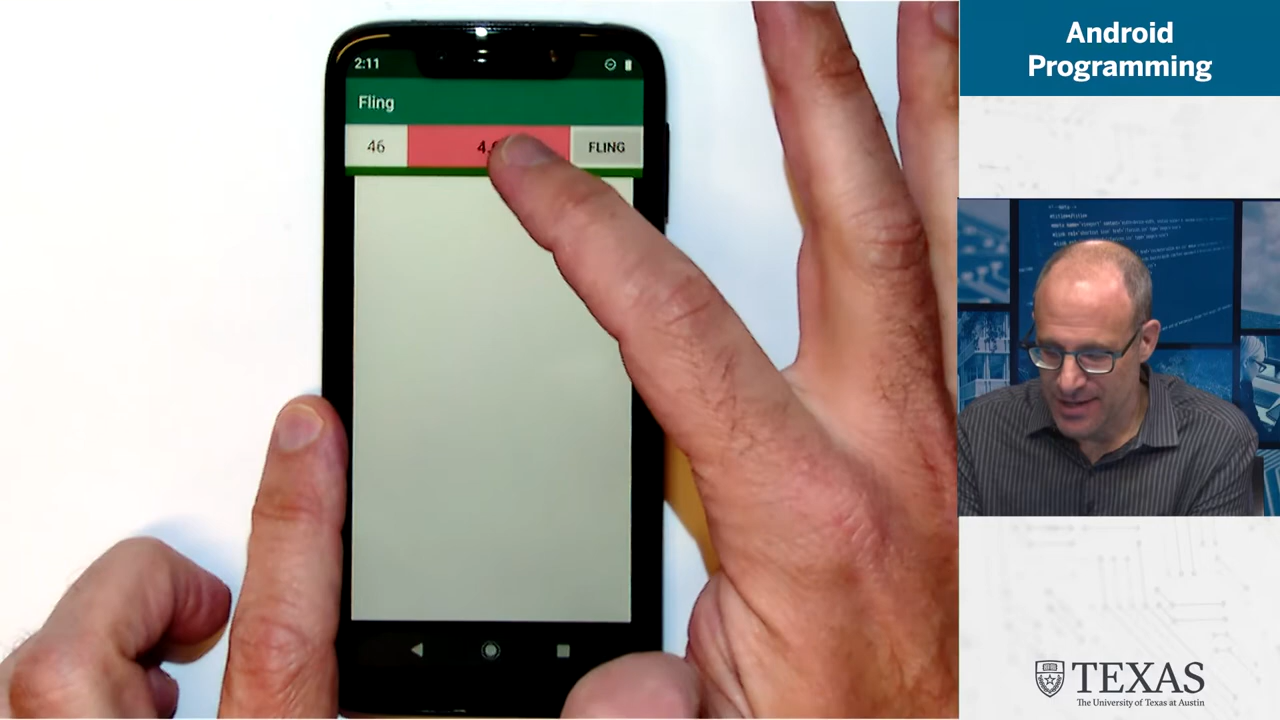 Android
Programming
2:11
Fling
46
FLING
TEXAS
The University of Texas at Austin